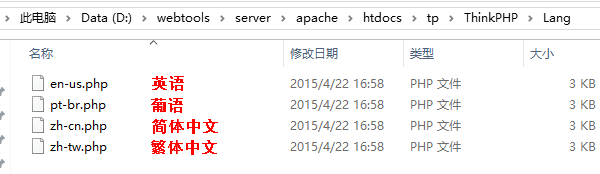 此电脑 > Data (D:) > webtools > server > apache > htdocs > tp > ThinkPHP > Lang
名称 修改日期 类型 大小
en-us.php 英语 2015/4/22 16:58 PHP 文件 3 KB
pt-br.php 葡语 2015/4/22 16:58 PHP 文件 3 KB
zh-cn.php 简体中文 2015/4/22 16:58 PHP 文件 3 KB
zh-tw.php 繁体中文 2015/4/22 16:58 PHP 文件 3 KB